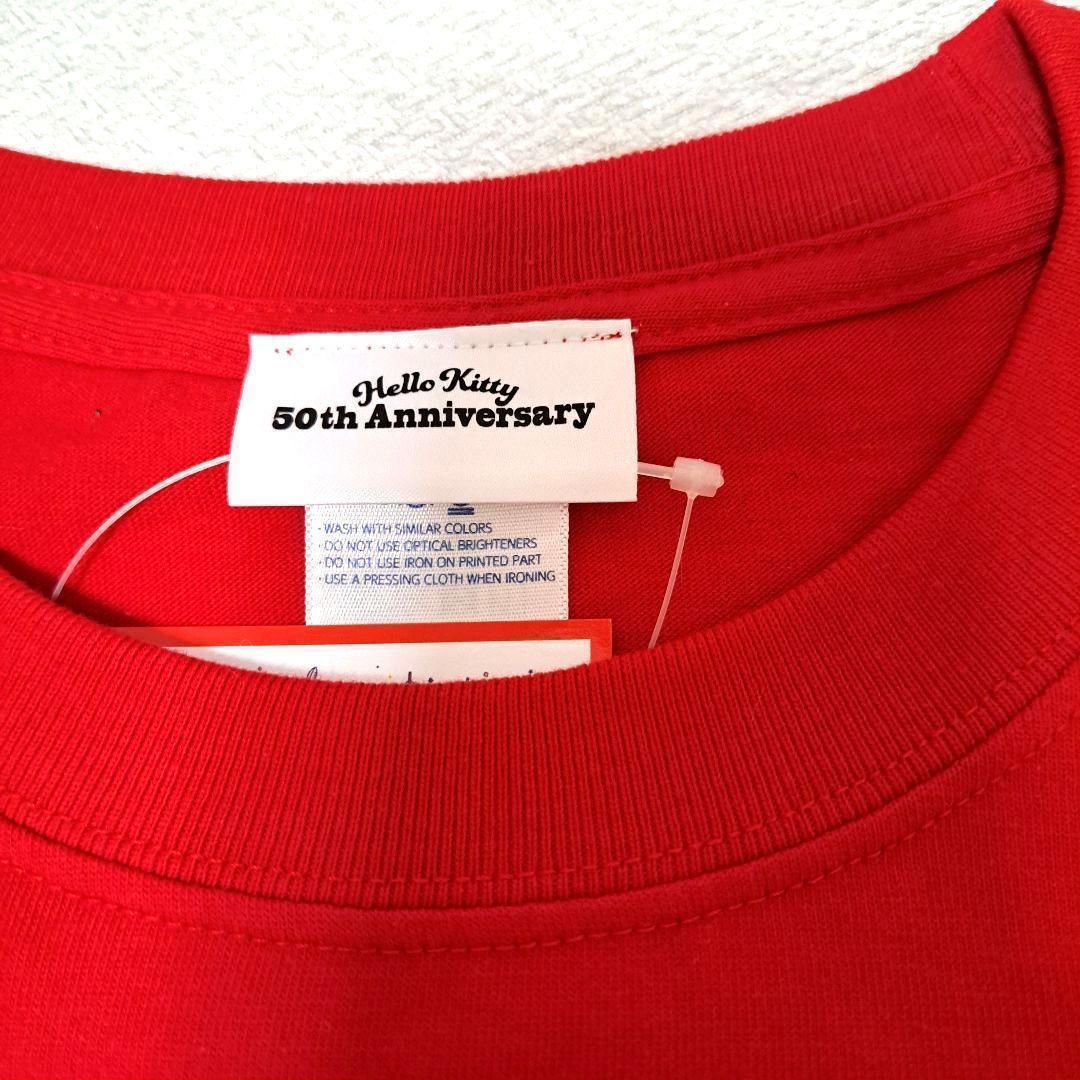 Hello Kitty
50th Anniversary
· WASH WITH SIMILAR COLORS
· DO NOT USE OPTICAL BRIGHTENERS
· DO NOT USE IRON ON PRINTED PART
· USE A PRESSING CLOTH WHEN IRONING